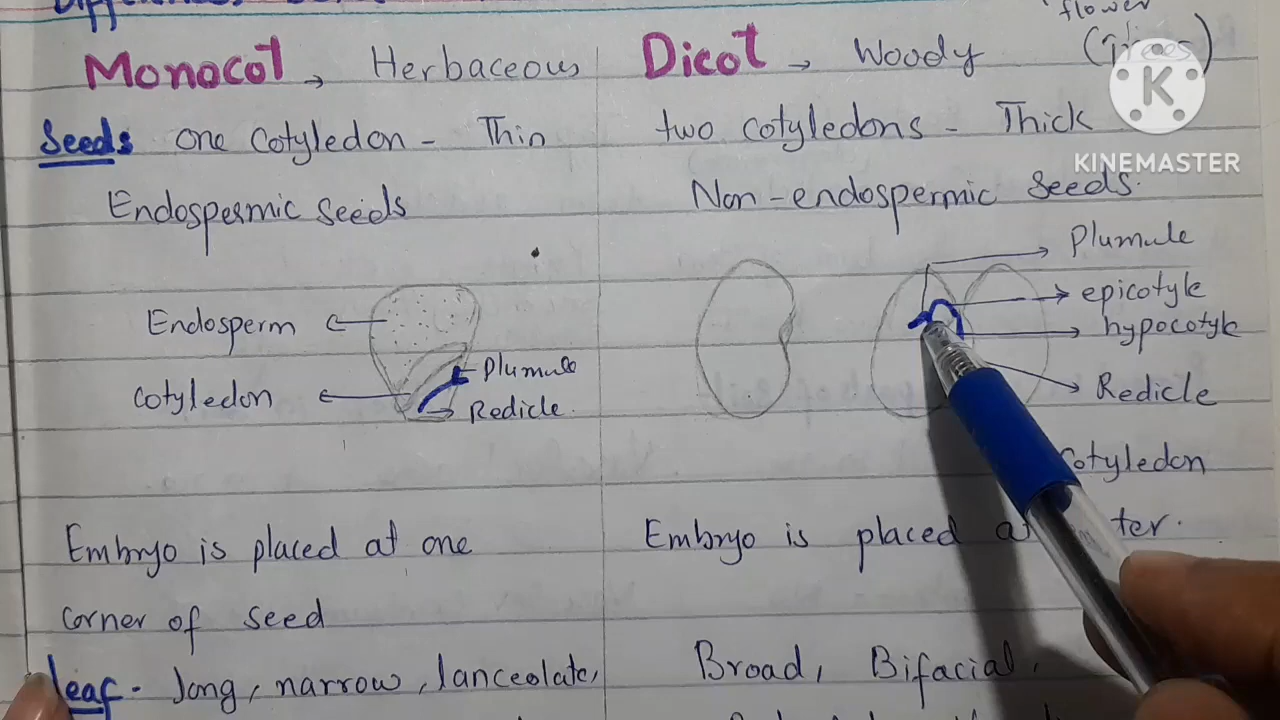 flower
Monocot → Herbaceous
Dicot → Woody
KINEMASTER
Seeds one Cotyledon - Thin
two cotyledons - Thick
Endospermic seeds
Non-endospermic seeds.
Plumule
epicotyle
hypocotyle
Redicle
Cotyledon
Endosperm
Cotyledon
Plumule
Redicle.
Embryo is placed at one
corner of seed
Embryo is placed at
leaf - long, narrow, lanceolate,
Broad, Bifacial.